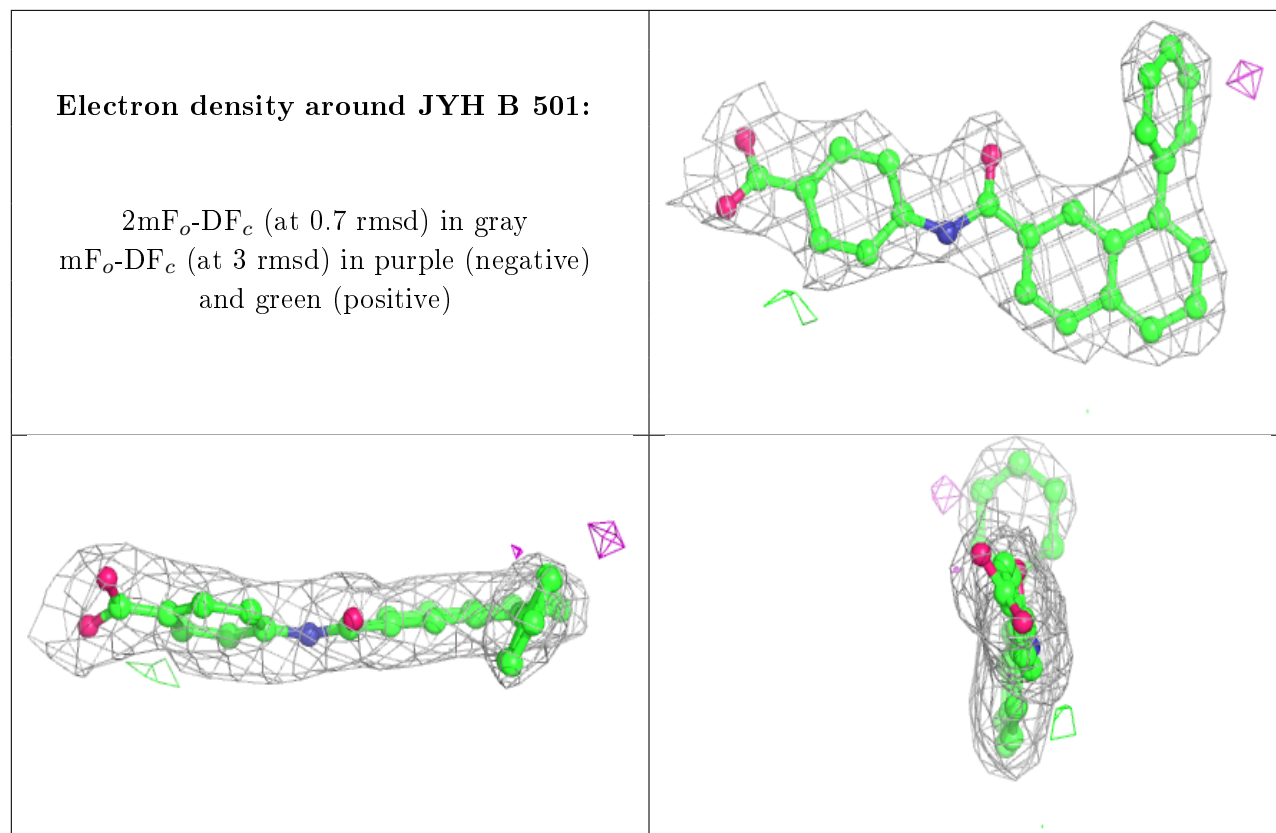 Electron density around JYH B 501:
2mFo-DFc (at 0.7 rmsd) in gray
mFo-DFc (at 3 rmsd) in purple (negative)
and green (positive)